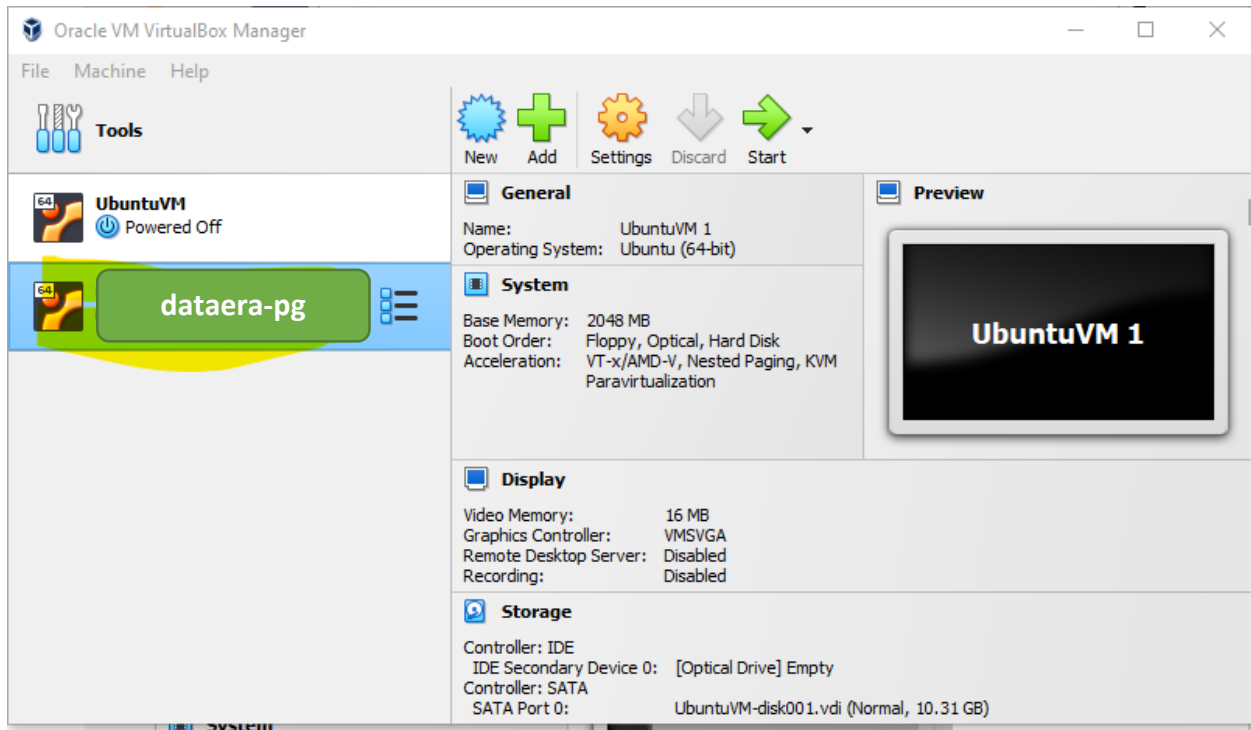 Oracle VM VirtualBox Manager
File Machine Help
Tools
New Add Settings Discard Start
64 UbuntuVM
Powered Off
64 dataera-pg
General
Name: UbuntuVM 1
Operating System: Ubuntu (64-bit)
Preview
UbuntuVM 1
System
Base Memory: 2048 MB
Boot Order: Floppy, Optical, Hard Disk
Acceleration: VT-x/AMD-V, Nested Paging, KVM
Paravirtualization
Display
Video Memory: 16 MB
Graphics Controller: VMSVGA
Remote Desktop Server: Disabled
Recording: Disabled
Storage
Controller: IDE
IDE Secondary Device 0: [Optical Drive] Empty
Controller: SATA
SATA Port 0: UbuntuVM-disk001.vdi (Normal, 10.31 GB)
System